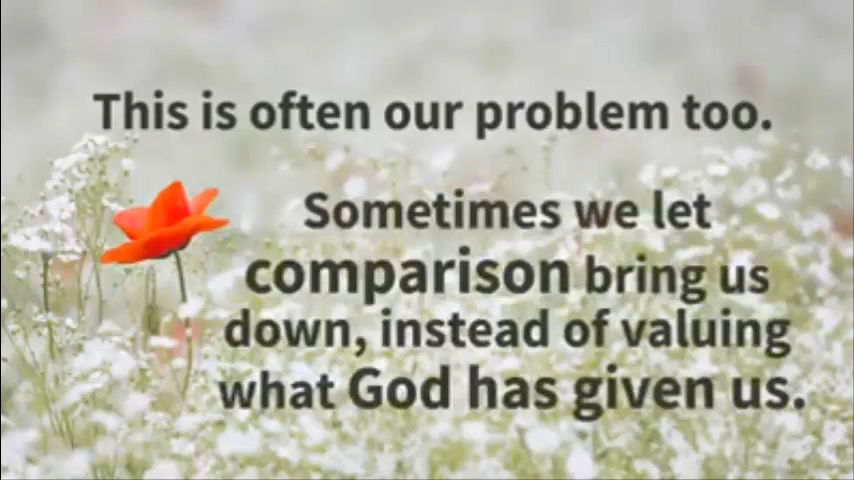 This is often our problem too.
Sometimes we let
comparison bring us
down, instead of valuing
what God has given us.